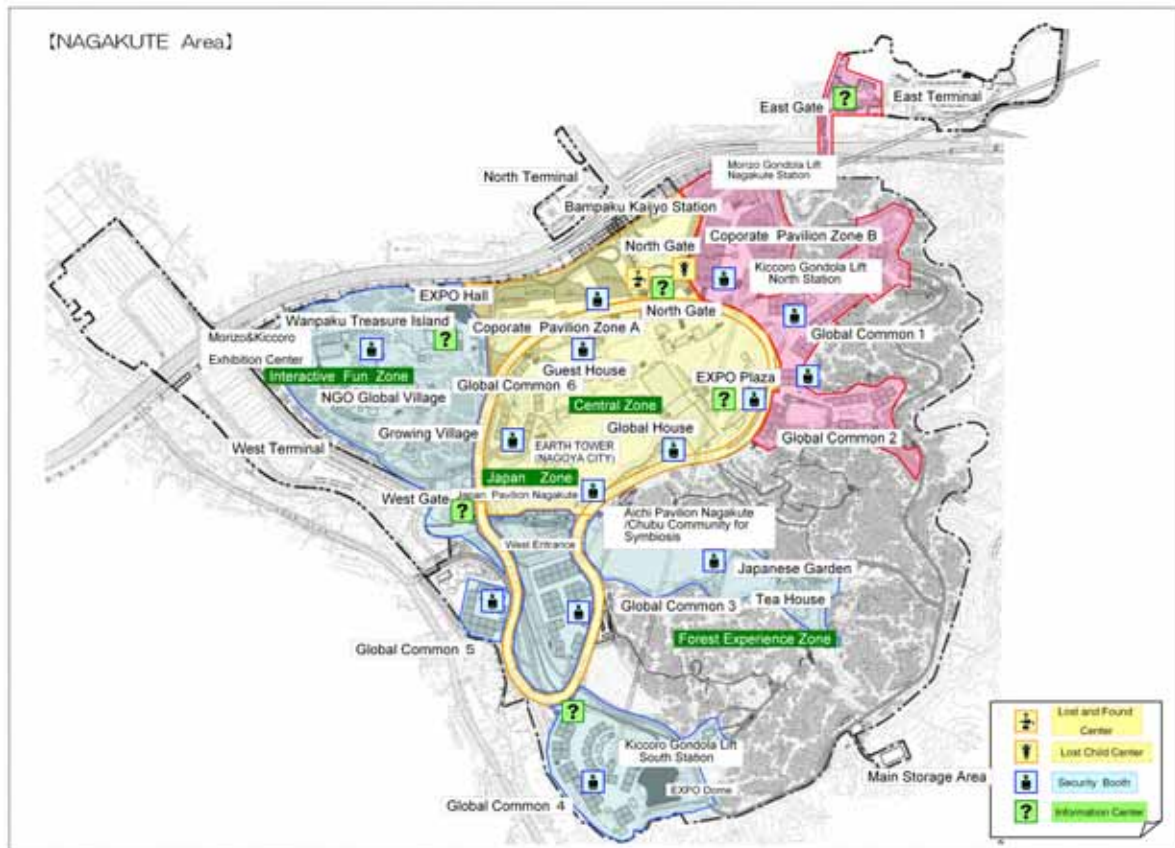 【NAGAKUTE Area】
East Gate
East Terminal
Morizo Gondola Lift
Nagakute Station
North Terminal
Bampaku Kaijyo Station
North Gate
Coporate Pavilion Zone B
Kiccoro Gondola Lift
North Station
EXPO Hall
North Gate
Wanpaku Treasure Island
Coporate Pavilion Zone A
Global Common 1
Morizo&Kiccoro
Exhibition Center
Guest House
Interactive Fun Zone
Global Common 6
EXPO Plaza
NGO Global Village
Central Zone
Growing Village
Global House
Global Common 2
West Terminal
EARTH TOWER
(NAGOYA CITY)
Japan Zone
West Gate
Japan Pavilion Nagakute
Aichi Pavilion Nagakute
/Chubu Community for
Symbiosis
West Entrance
Japanese Garden
Global Common 3
Tea House
Forest Experience Zone
Global Common 5
Kiccoro Gondola Lift
South Station
EXPO Dome
Main Storage Area
Global Common 4
? Lost and Found
Center
Lost Child Center
Security Booth
? Information Center